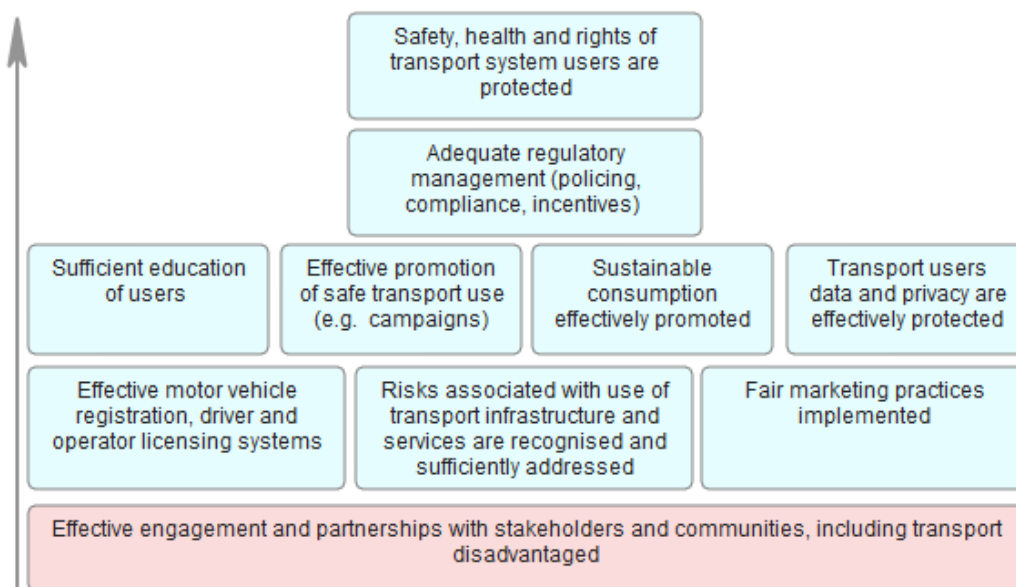 Safety, health and rights of
transport system users are
protected
Adequate regulatory
management (policing,
compliance, incentives)
Sufficient education
of users
Effective promotion
of safe transport use
(e.g. campaigns)
Sustainable
consumption
effectively promoted
Transport users
data and privacy are
effectively protected
Effective motor vehicle
registration, driver and
operator licensing systems
Risks associated with use of
transport infrastructure and
services are recognised and
sufficiently addressed
Fair marketing practices
implemented
Effective engagement and partnerships with stakeholders and communities, including transport
disadvantaged